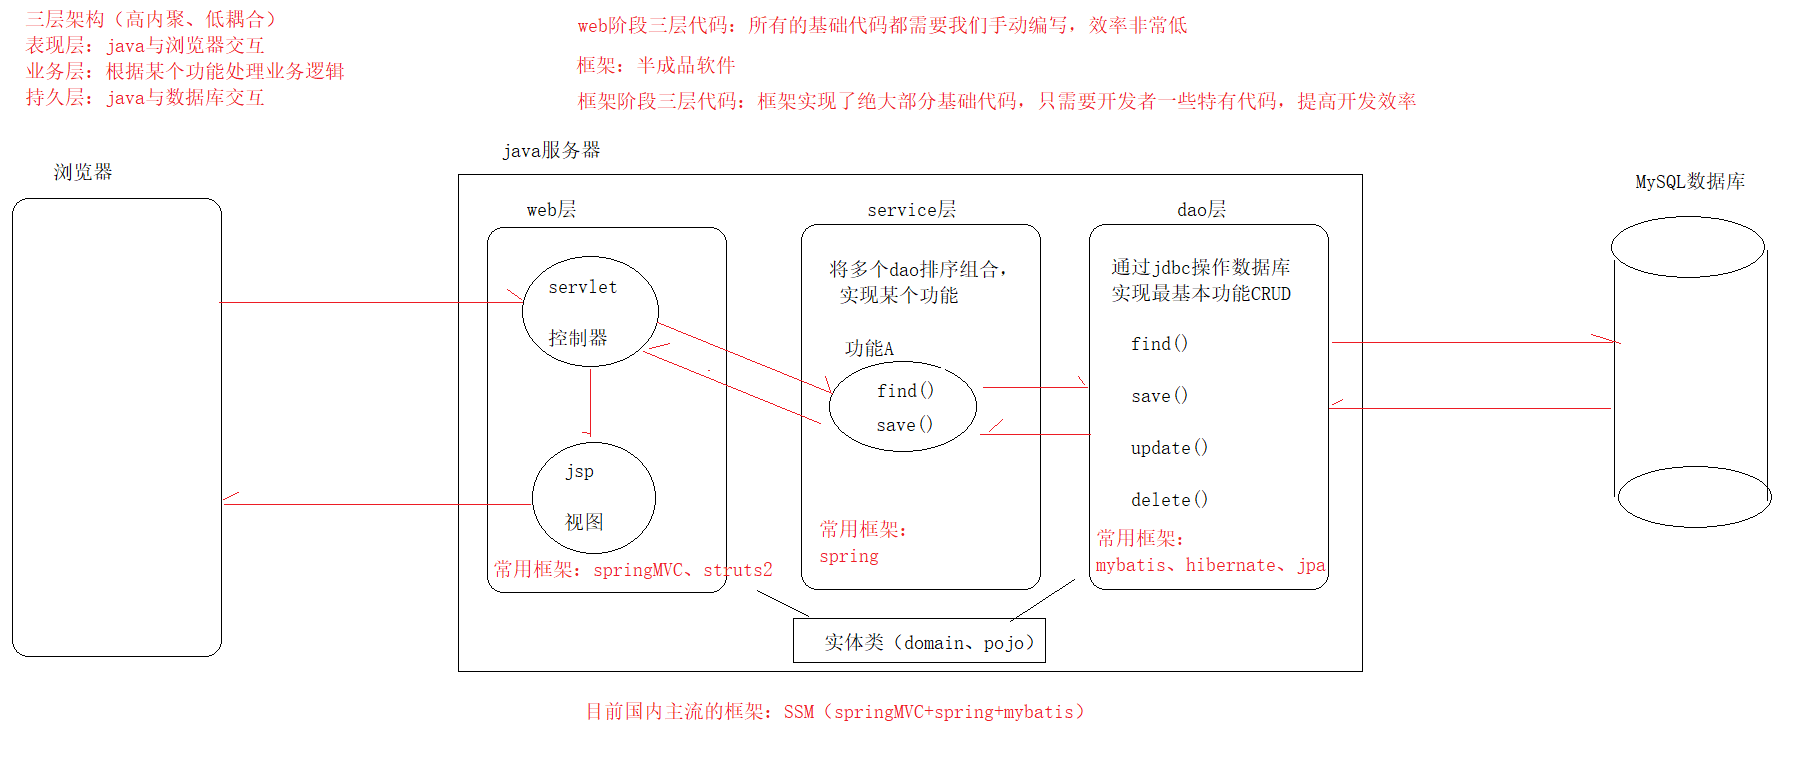 三层架构（高内聚、低耦合）
表现层：java与浏览器交互
业务层：根据某个功能处理业务逻辑
持久层：java与数据库交互
web阶段三层代码：所有的基础代码都需要我们手动编写，效率非常低
框架：半成品软件
框架阶段三层代码：框架实现了绝大部分基础代码，只需要开发者一些特有代码，提高开发效率
浏览器
java服务器
MySQL数据库
web层
servlet
控制器
jsp
视图
常用框架：springMVC、struts2
service层
将多个dao排序组合，
实现某个功能
功能A
find()
save()
常用框架：
spring
dao层
通过jdbc操作数据库
实现最基本功能CRUD
find()
save()
update()
delete()
常用框架：
mybatis、hibernate、jpa
实体类（domain、pojo）
目前国内主流的框架：SSM（springMVC+spring+mybatis）